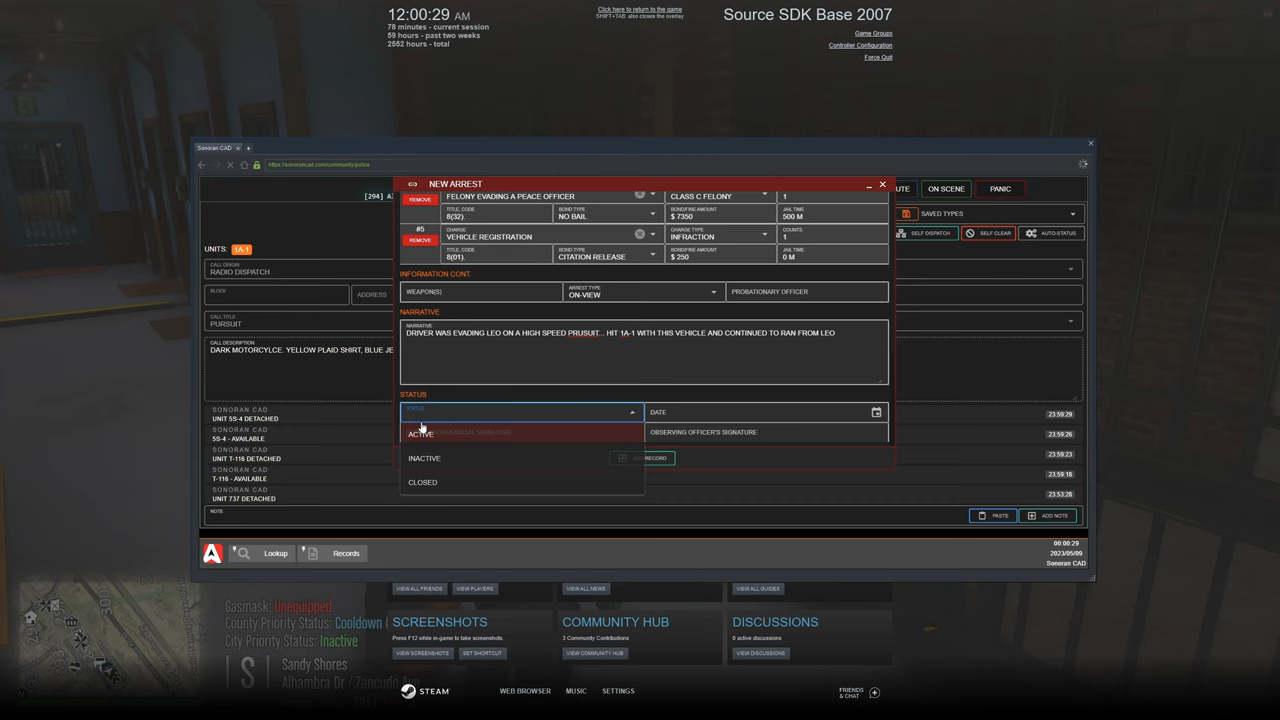 12:00:29 AM
78 minutes - current session
59 hours - past two weeks
2552 hours - total
Click here to return to the game
SHIFT+TAB also closes the overlay
Source SDK Base 2007
Game Groups
Controller Configuration
Force Quit
Sonoran CAD
https://sonorancad.com/community/police
NEW ARREST
ON SCENE
PANIC
[294]
REMOVE
FELONY EVADING A PEACE OFFICER
CLASS C FELONY
1
TITLE, CODE
8(32).
BOND TYPE
NO BAIL
BOND/FINE AMOUNT
$ 7350
JAIL TIME
500 M
SAVED TYPES
#5
REMOVE
CHARGE
VEHICLE REGISTRATION
CHARGE TYPE
INFRACTION
COUNTS
1
SELF DISPATCH
SELF CLEAR
AUTO-STATUS
UNITS:
1A-1
TITLE, CODE
8(01).
BOND TYPE
CITATION RELEASE
BOND/FINE AMOUNT
$ 250
JAIL TIME
0 M
CALL ORIGIN
RADIO DISPATCH
INFORMATION CONT.
BLOCK
ADDRESS
WEAPON(S)
ARREST TYPE
ON-VIEW
PROBATIONARY OFFICER
CALL TITLE
PURSUIT
NARRATIVE
NARRATIVE
DRIVER WAS EVADING LEO ON A HIGH SPEED PRUSUIT... HIT 1A-1 WITH THIS VEHICLE AND CONTINUED TO RAN FROM LEO
CALL DESCRIPTION
DARK MOTORCYLCE. YELLOW PLAID SHIRT, BLUE JE
STATUS
STATUS
DATE
ACTIVE
OBSERVING OFFICER'S SIGNATURE
INACTIVE
RECORD
CLOSED
SONORAN CAD
UNIT 5S-4 DETACHED
23:59:29
SONORAN CAD
5S-4 - AVAILABLE
23:59:26
SONORAN CAD
UNIT T-116 DETACHED
23:59:23
SONORAN CAD
T-116 - AVAILABLE
23:59:18
SONORAN CAD
UNIT 737 DETACHED
23:53:28
NOTE
PASTE
ADD NOTE
Lookup
Records
00:00:29
2023/05/09
Sonoran CAD
VIEW ALL FRIENDS
VIEW PLAYERS
VIEW ALL NEWS
VIEW ALL GUIDES
Gasmask: Unequipped
County Priority Status: Cooldown (
City Priority Status: Inactive
S
Sandy Shores
Alhambra Dr / Zancudo
SCREENSHOTS
Press F12 while in-game to take screenshots.
VIEW SCREENSHOTS
SET SHORTCUT
COMMUNITY HUB
3 Community Contributions
VIEW COMMUNITY HUB
DISCUSSIONS
0 active discussions
VIEW DISCUSSIONS
STEAM
WEB BROWSER
MUSIC
SETTINGS
FRIENDS
& CHAT